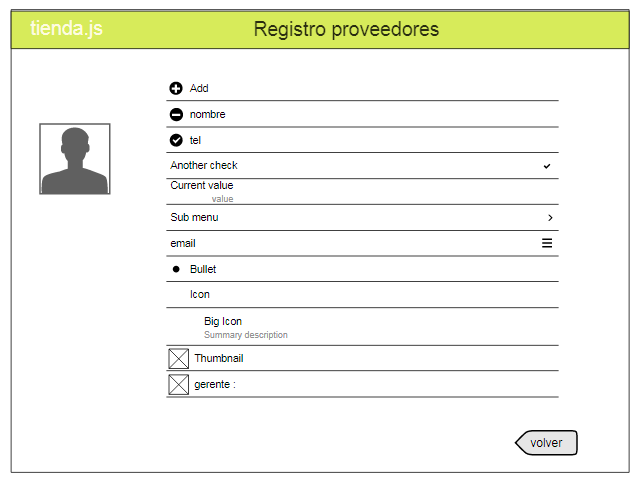 tienda.js
Registro proveedores
Add
nombre
tel
Another check
Current value
value
Sub menu
email
Bullet
Icon
Big Icon
Summary description
Thumbnail
gerente :
volver